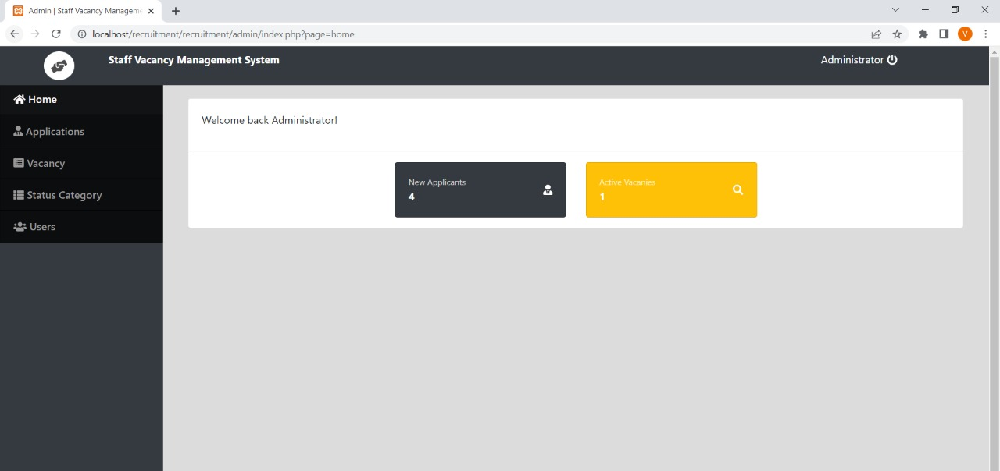 Admin | Staff Vacancy Managem
localhost/recruitment/recruitment/admin/index.php?page=home
V
Staff Vacancy Management System
Administrator
Home
Applications
Vacancy
Status Category
Users
Welcome back Administrator!
New Applicants
4
Active Vacanies
1